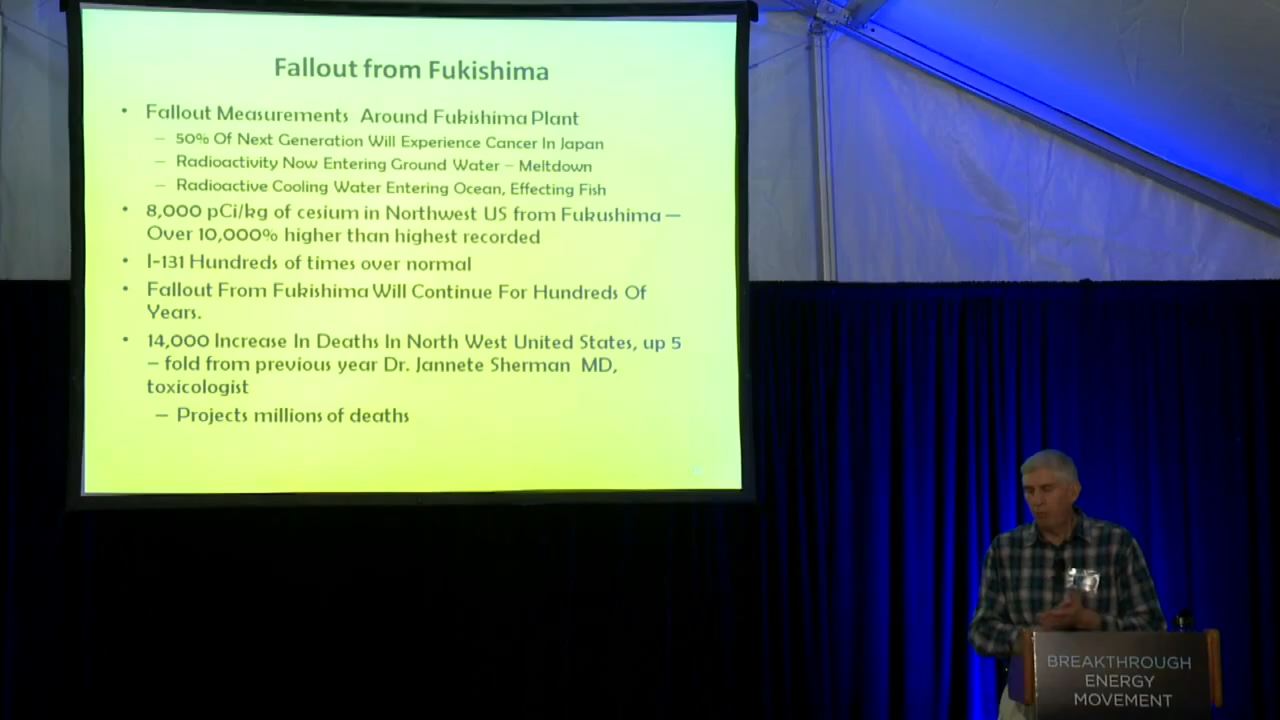 Fallout from Fukishima
• Fallout Measurements Around Fukishima Plant
– 50% Of Next Generation Will Experience Cancer In Japan
– Radioactivity Now Entering Ground Water – Meltdown
– Radioactive Cooling Water Entering Ocean, Effecting Fish
• 8,000 pCi/kg of cesium in Northwest US from Fukushima —
Over 10,000% higher than highest recorded
• I-131 Hundreds of times over normal
• Fallout From Fukishima Will Continue For Hundreds Of
Years.
• 14,000 Increase In Deaths In North West United States, up 5
– fold from previous year Dr. Jannete Sherman MD,
toxicologist
– Projects millions of deaths
BREAKTHROUGH
ENERGY
MOVEMENT